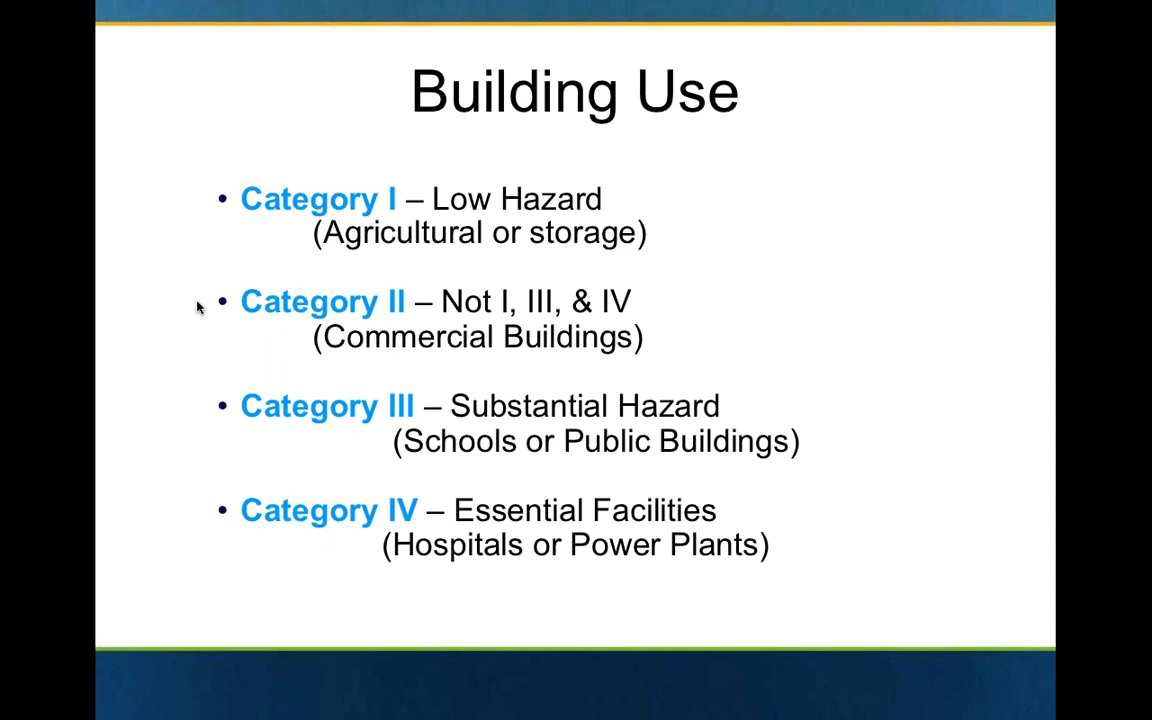 Building Use
• Category I – Low Hazard
(Agricultural or storage)
• Category II – Not I, III, & IV
(Commercial Buildings)
• Category III – Substantial Hazard
(Schools or Public Buildings)
• Category IV – Essential Facilities
(Hospitals or Power Plants)